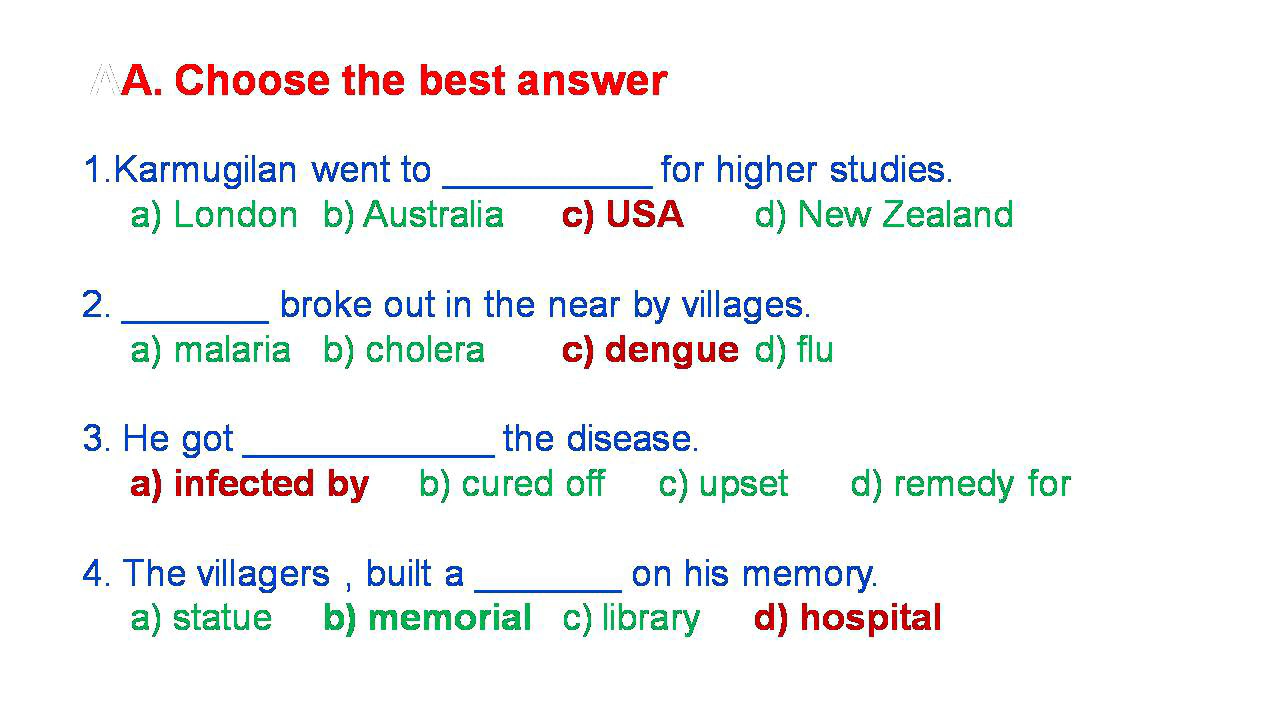 A. Choose the best answer
1.Karmugilan went to __________ for higher studies.
a) London b) Australia c) USA d) New Zealand
2. _______ broke out in the near by villages.
a) malaria b) cholera c) dengue d) flu
3. He got ____________ the disease.
a) infected by b) cured off c) upset d) remedy for
4. The villagers , built a _______ on his memory.
a) statue b) memorial c) library d) hospital